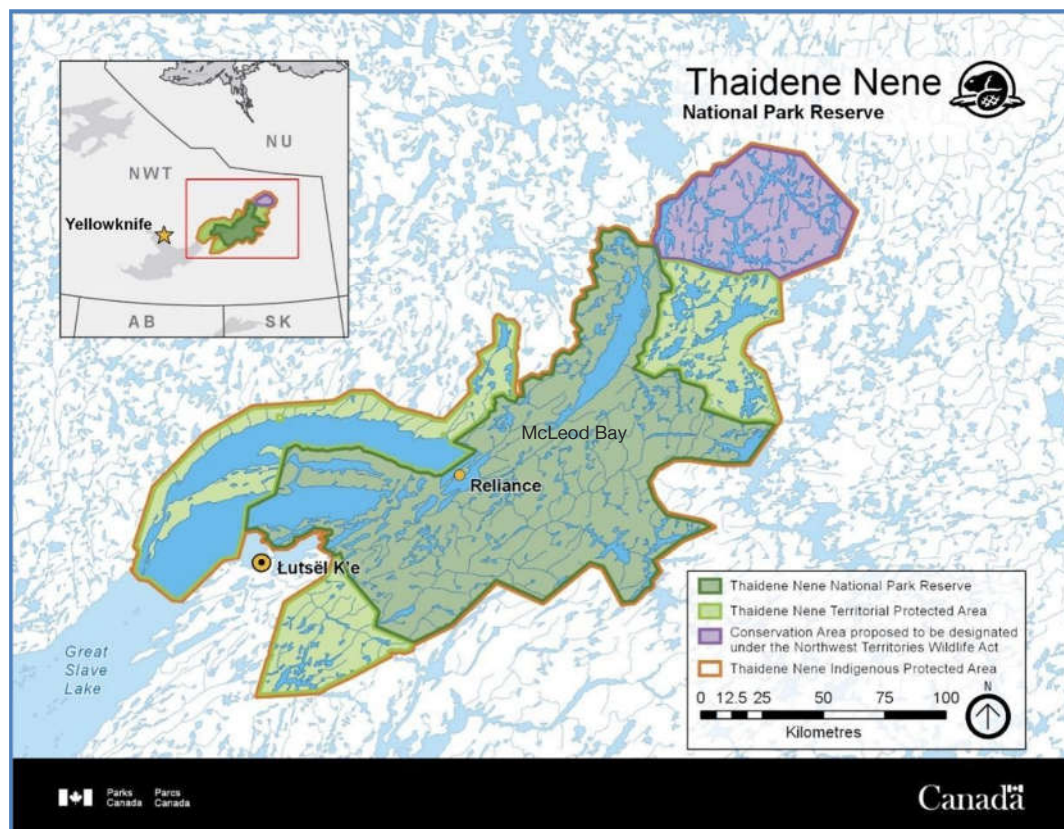 Thaidene Nene
National Park Reserve
NU
NWT
Yellowknife
AB
SK
McLeod Bay
Reliance
Łutsël K'e
Great
Slave
Lake
Thaidene Nene National Park Reserve
Thaidene Nene Territorial Protected Area
Conservation Area proposed to be designated
under the Northwest Territories Wildlife Act
Thaidene Nene Indigenous Protected Area
0 12.5 25 50 75 100
Kilometres
N
Parks Parcs
Canada Canada
Canada